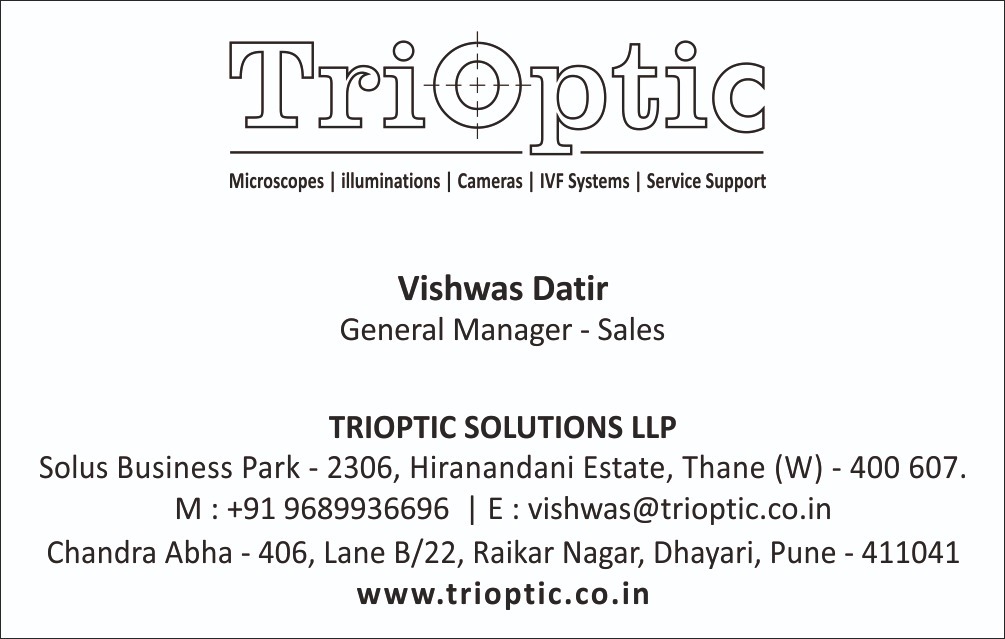 TriOptic
Microscopes | illuminations | Cameras | IVF Systems | Service Support
Vishwas Datir
General Manager - Sales
TRIOPTIC SOLUTIONS LLP
Solus Business Park - 2306, Hiranandani Estate, Thane (W) - 400 607.
M : +91 9689936696 | E : vishwas@trioptic.co.in
Chandra Abha - 406, Lane B/22, Raikar Nagar, Dhayari, Pune - 411041
www.trioptic.co.in